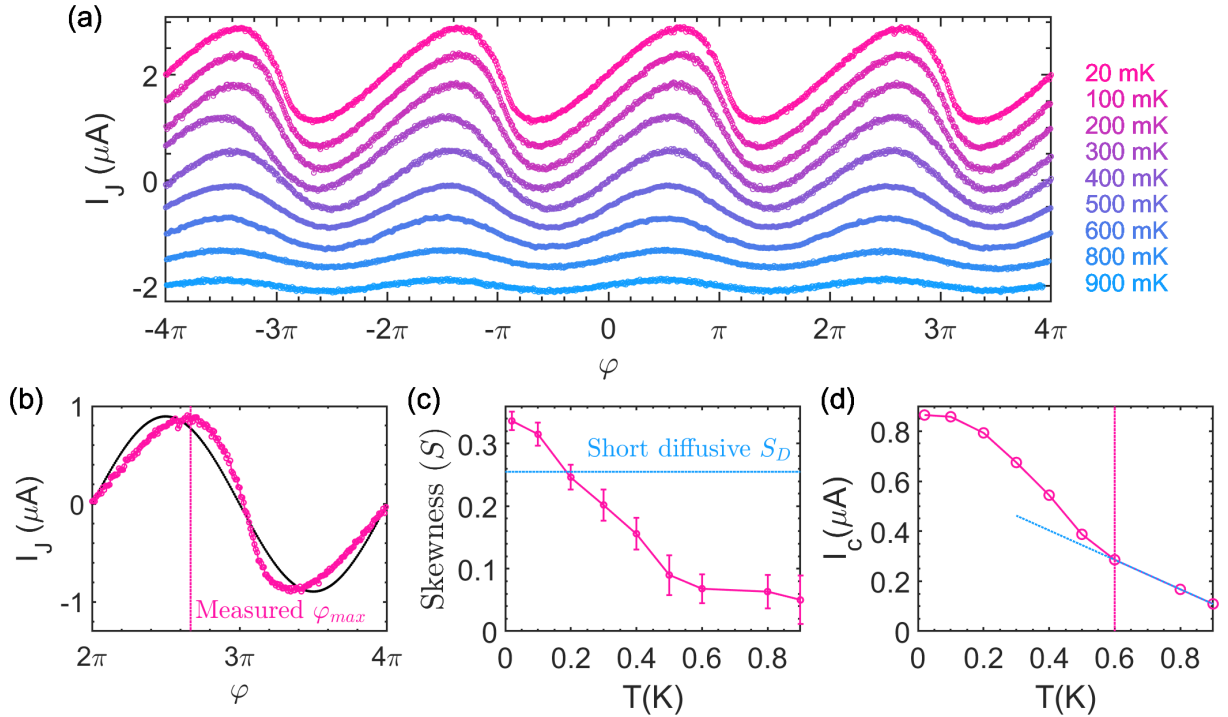 (a)
I_J (μA)
2
0
-2
-4π
-3π
-2π
-π
0
π
2π
3π
4π
φ
20 mK
100 mK
200 mK
300 mK
400 mK
500 mK
600 mK
800 mK
900 mK
(b)
I_J (μA)
1
0
-1
Measured φ_max
2π
3π
4π
φ
(c)
Skewness (S)
0.3
0.2
0.1
0
Short diffusive S_D
0
0.2
0.4
0.6
0.8
T(K)
(d)
I_c(μA)
0.8
0.6
0.4
0.2
0
0
0.2
0.4
0.6
0.8
T(K)